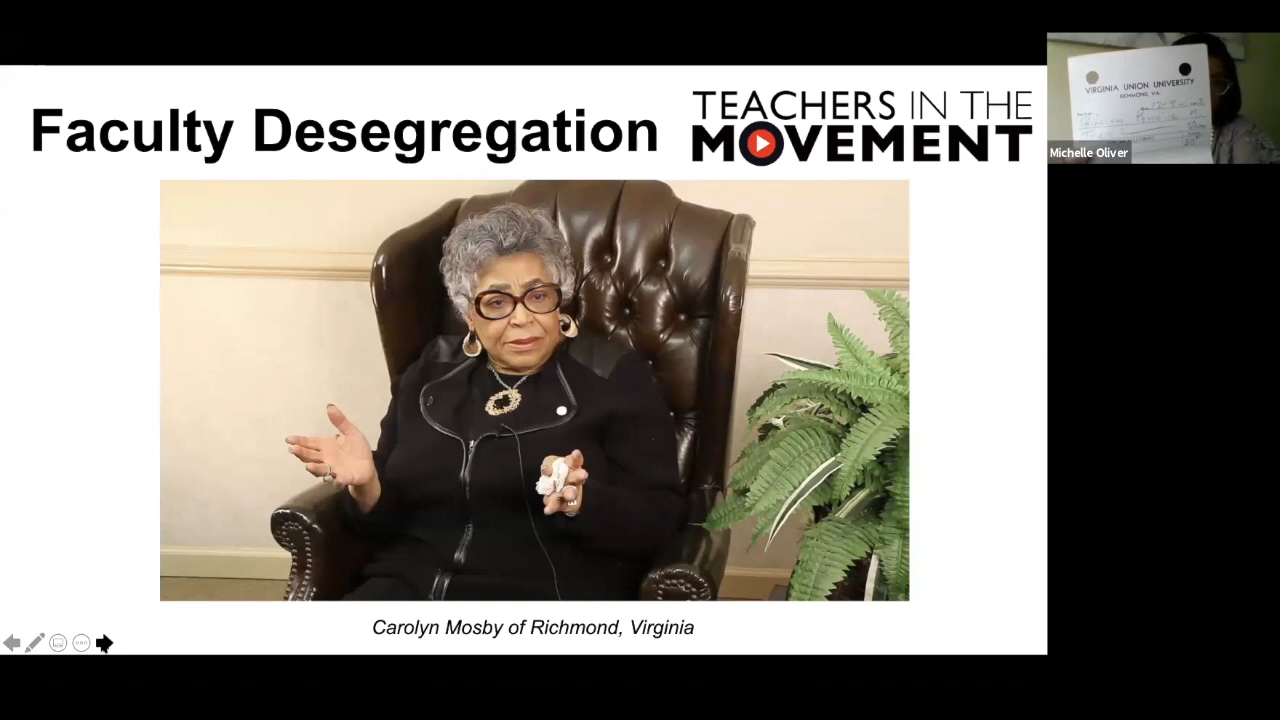 Faculty Desegregation
TEACHERS IN THE
MOVEMENT
Carolyn Mosby of Richmond, Virginia
VIRGINIA UNION UNIVERSITY
RICHMOND, VA.
Michelle Oliver